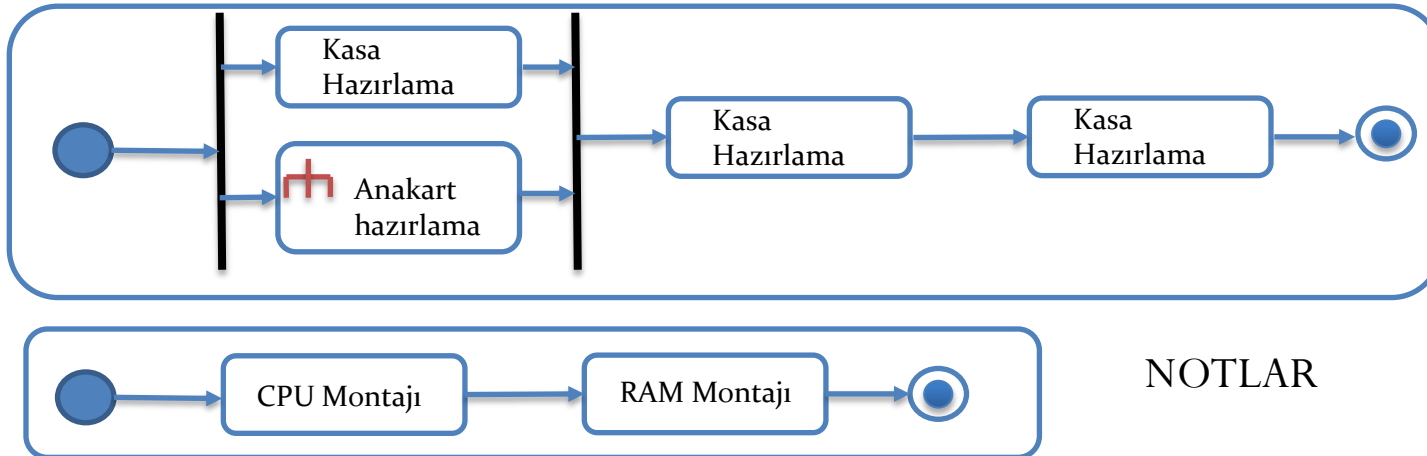 Kasa
Hazırlama
Anakart
hazırlama
Kasa
Hazırlama
Kasa
Hazırlama
CPU Montajı
RAM Montajı
NOTLAR